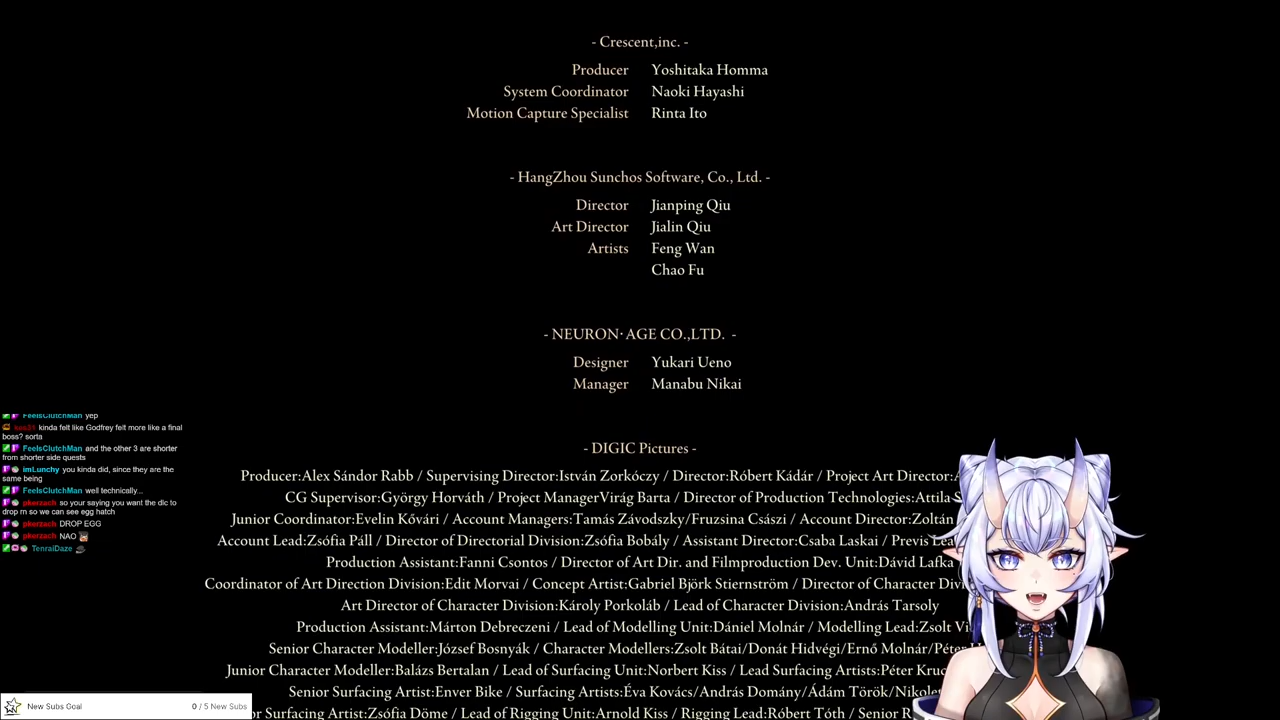 - Crescent,inc. -
Producer Yoshitaka Homma
System Coordinator Naoki Hayashi
Motion Capture Specialist Rinta Ito
- HangZhou Sunchos Software, Co., Ltd. -
Director Jianping Qiu
Art Director Jialin Qiu
Artists Feng Wan
Chao Fu
- NEURON·AGE CO.,LTD. -
Designer Yukari Ueno
Manager Manabu Nikai
- DIGIC Pictures -
Producer:Alex Sándor Rabb / Supervising Director:István Zorkóczy / Director:Róbert Kádár / Project Art Director:
CG Supervisor:György Horváth / Project ManagerVirág Barta / Director of Production Technologies:Attila
Junior Coordinator:Evelin Kővári / Account Managers:Tamás Závodszky/Fruzsina Császi / Account Director:Zoltán
Account Lead:Zsófia Páll / Director of Directorial Division:Zsófia Bobály / Assistant Director:Csaba Laskai / Previs
Production Assistant:Fanni Csontos / Director of Art Dir. and Filmproduction Dev. Unit:Dávid Lafka
Coordinator of Art Direction Division:Edit Morvai / Concept Artist:Gabriel Björk Stiernström / Director of Character
Art Director of Character Division:Károly Porkoláb / Lead of Character Division:András Tarsoly
Production Assistant:Márton Debreczeni / Lead of Modelling Unit:Dániel Molnár / Modelling Lead:Zsolt
Senior Character Modeller:József Bosnyák / Character Modellers:Zsolt Bátai/Donát Hidvégi/Ernő Molnár/Péter
Junior Character Modeller:Balázs Bertalan / Lead of Surfacing Unit:Norbert Kiss / Lead Surfacing Artists:Péter
Senior Surfacing Artist:Enver Bike / Surfacing Artists:Éva Kovács/András Domány/Ádám Török/
Surfacing Artist:Zsófia Döme / Lead of Rigging Unit:Arnold Kiss / Rigging Lead:Róbert Tóth / Senior
FeelsClutchMan yep
kinda felt like Godfrey felt more like a final
boss? sorta
FeelsClutchMan and the other 3 are shorter
from shorter side quests
imLunchy you kinda did, since they are the
same being
FeelsClutchMan well technically...
pkerzach so your saying you want the dlc to
drop rn so we can see egg hatch
pkerzach DROP EGG
pkerzach NAO
TenraiDaze
New Subs Goal 0 / 5 New Subs